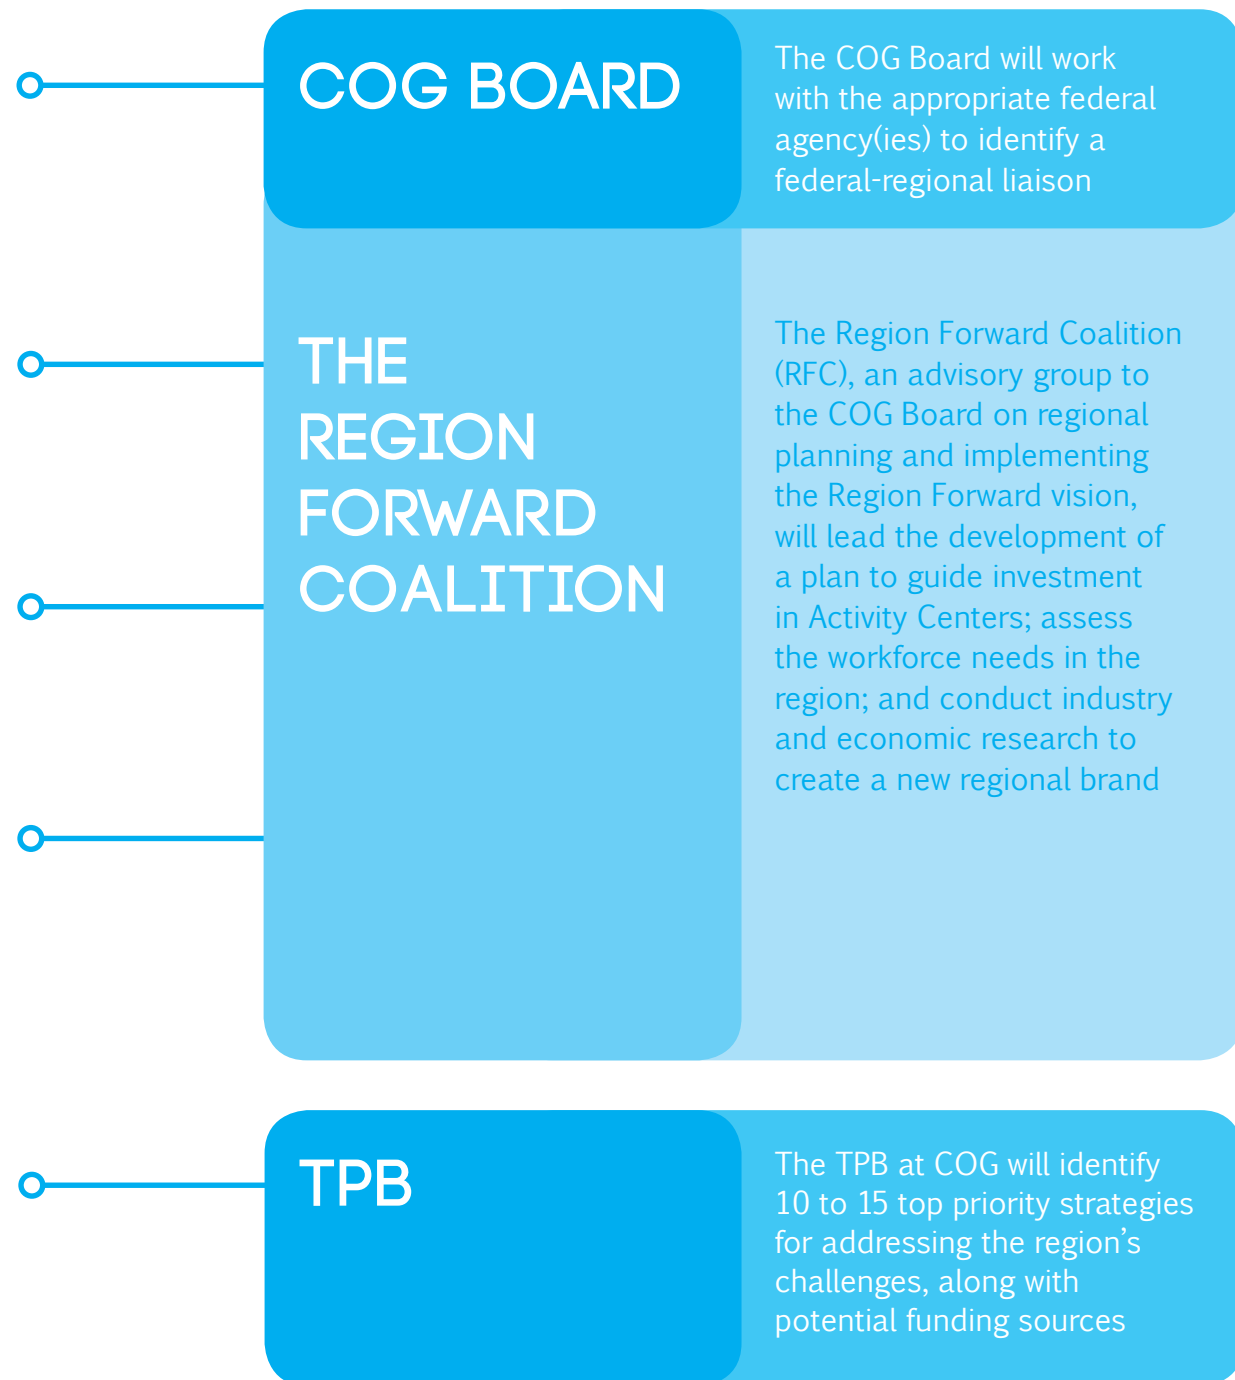 COG BOARD
The COG Board will work
with the appropriate federal
agency(ies) to identify a
federal-regional liaison
THE
REGION
FORWARD
COALITION
The Region Forward Coalition
(RFC), an advisory group to
the COG Board on regional
planning and implementing
the Region Forward vision,
will lead the development of
a plan to guide investment
in Activity Centers; assess
the workforce needs in the
region; and conduct industry
and economic research to
create a new regional brand
TPB
The TPB at COG will identify
10 to 15 top priority strategies
for addressing the region’s
challenges, along with
potential funding sources